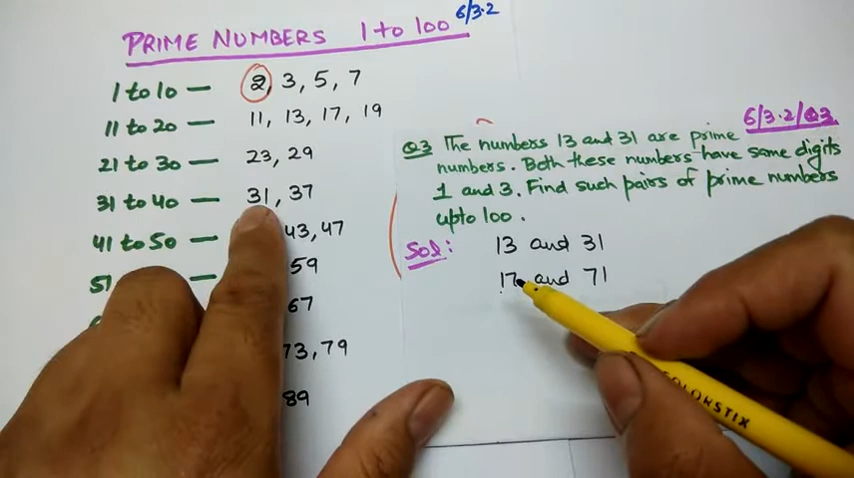 PRIME NUMBERS 1 to 100
6/3.2
1 to 10 — 2, 3, 5, 7
11 to 20 — 11, 13, 17, 19
21 to 30 — 23, 29
31 to 40 — 31, 37
41 to 50 — 43, 47
51 — 59
67
73, 79
89
6/3.2/Q3
Q3 The numbers 13 and 31 are prime
numbers. Both these numbers have same digits
1 and 3. Find such pairs of prime numbers
upto 100.
Sol: 13 and 31
17 and 71
COLORSTIX